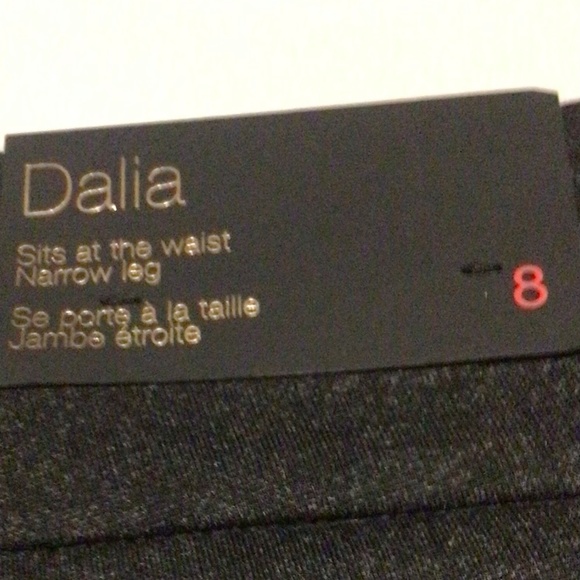 Dalia
Sits at the waist
Narrow leg
8
Se porte à la taille
Jambe étroite